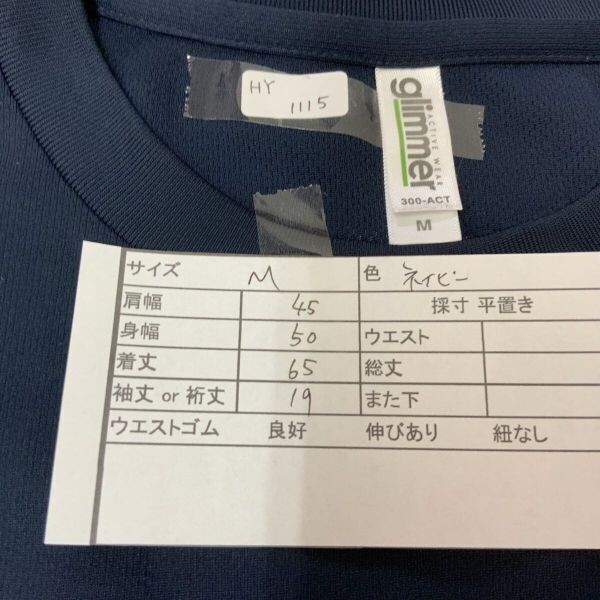 HY
1115
glimmer
ACTIVE WEAR
300-ACT
M
サイズ M 色 ネイビー
肩幅 45 採寸 平置き
身幅 50 ウエスト
着丈 65 総丈
袖丈 or 裄丈 19 また下
ウエストゴム 良好 伸びあり 紐なし